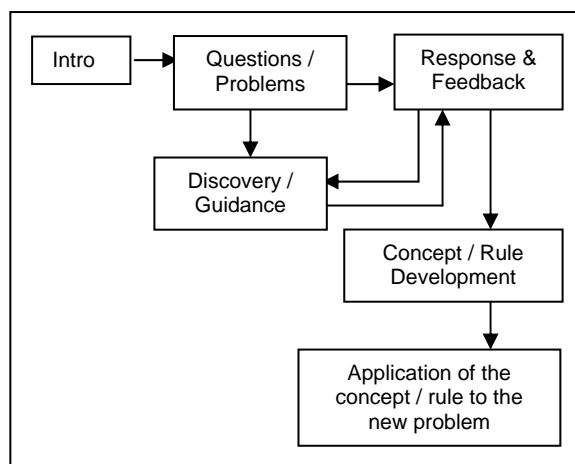 Intro
Questions /
Problems
Response &
Feedback
Discovery /
Guidance
Concept / Rule
Development
Application of the
concept / rule to the
new problem